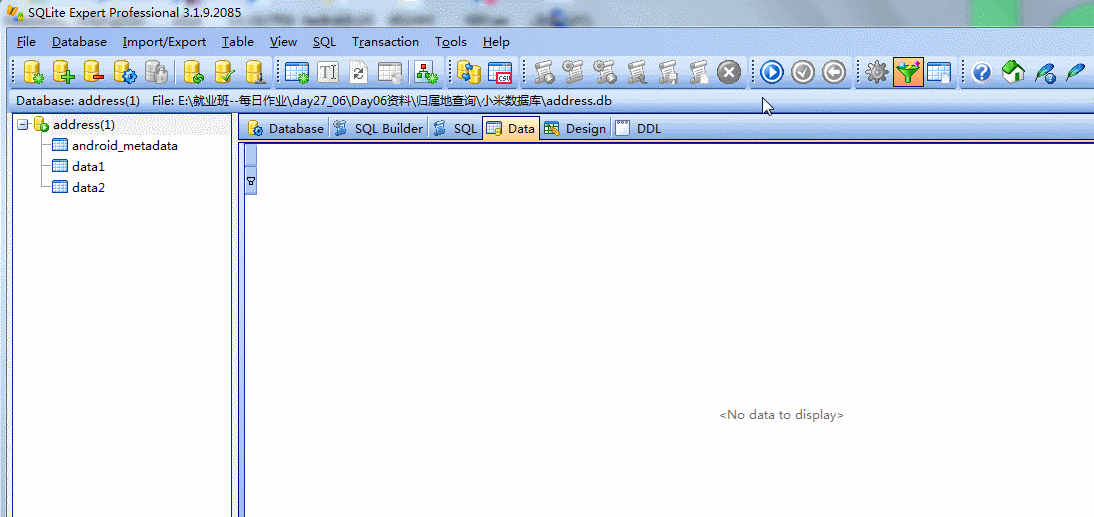 SQLite Expert Professional 3.1.9.2085
File Database Import/Export Table View SQL Transaction Tools Help
CSV
Database: address(1) File: E:\就业班--每日作业\day27_06\Day06资料\归属地查询\小米数据库\address.db
address(1)
android_metadata
data1
data2
Database SQL Builder SQL Data Design DDL
<No data to display>